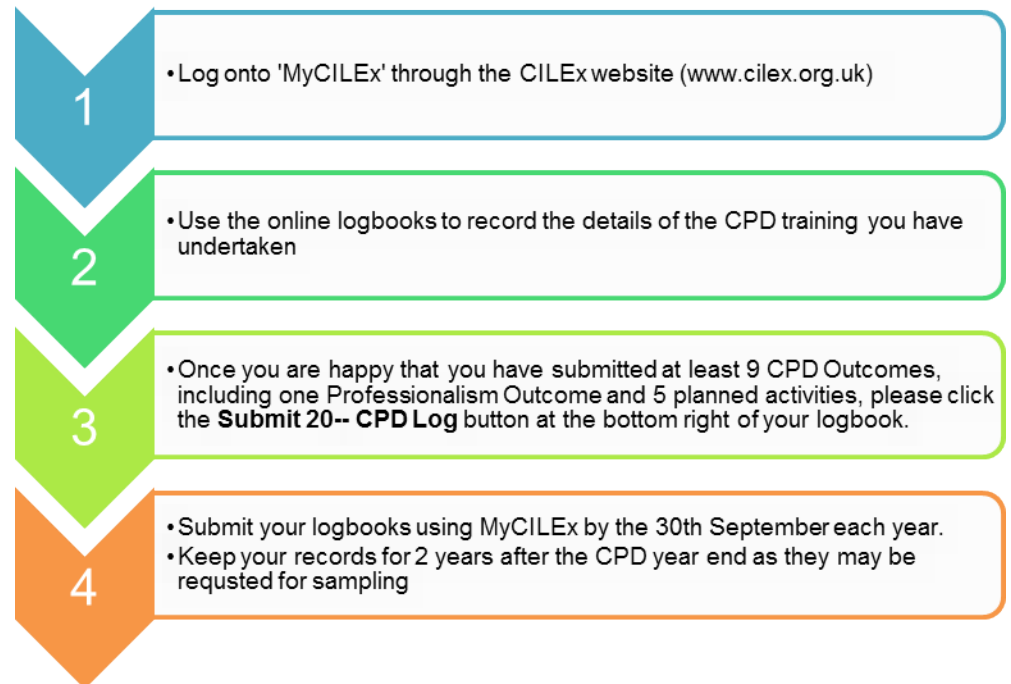 1
•Log onto 'MyCILEx' through the CILEx website (www.cilex.org.uk)
2
•Use the online logbooks to record the details of the CPD training you have
undertaken
3
•Once you are happy that you have submitted at least 9 CPD Outcomes,
including one Professionalism Outcome and 5 planned activities, please click
the Submit 20-- CPD Log button at the bottom right of your logbook.
4
•Submit your logbooks using MyCILEx by the 30th September each year.
•Keep your records for 2 years after the CPD year end as they may be
requsted for sampling